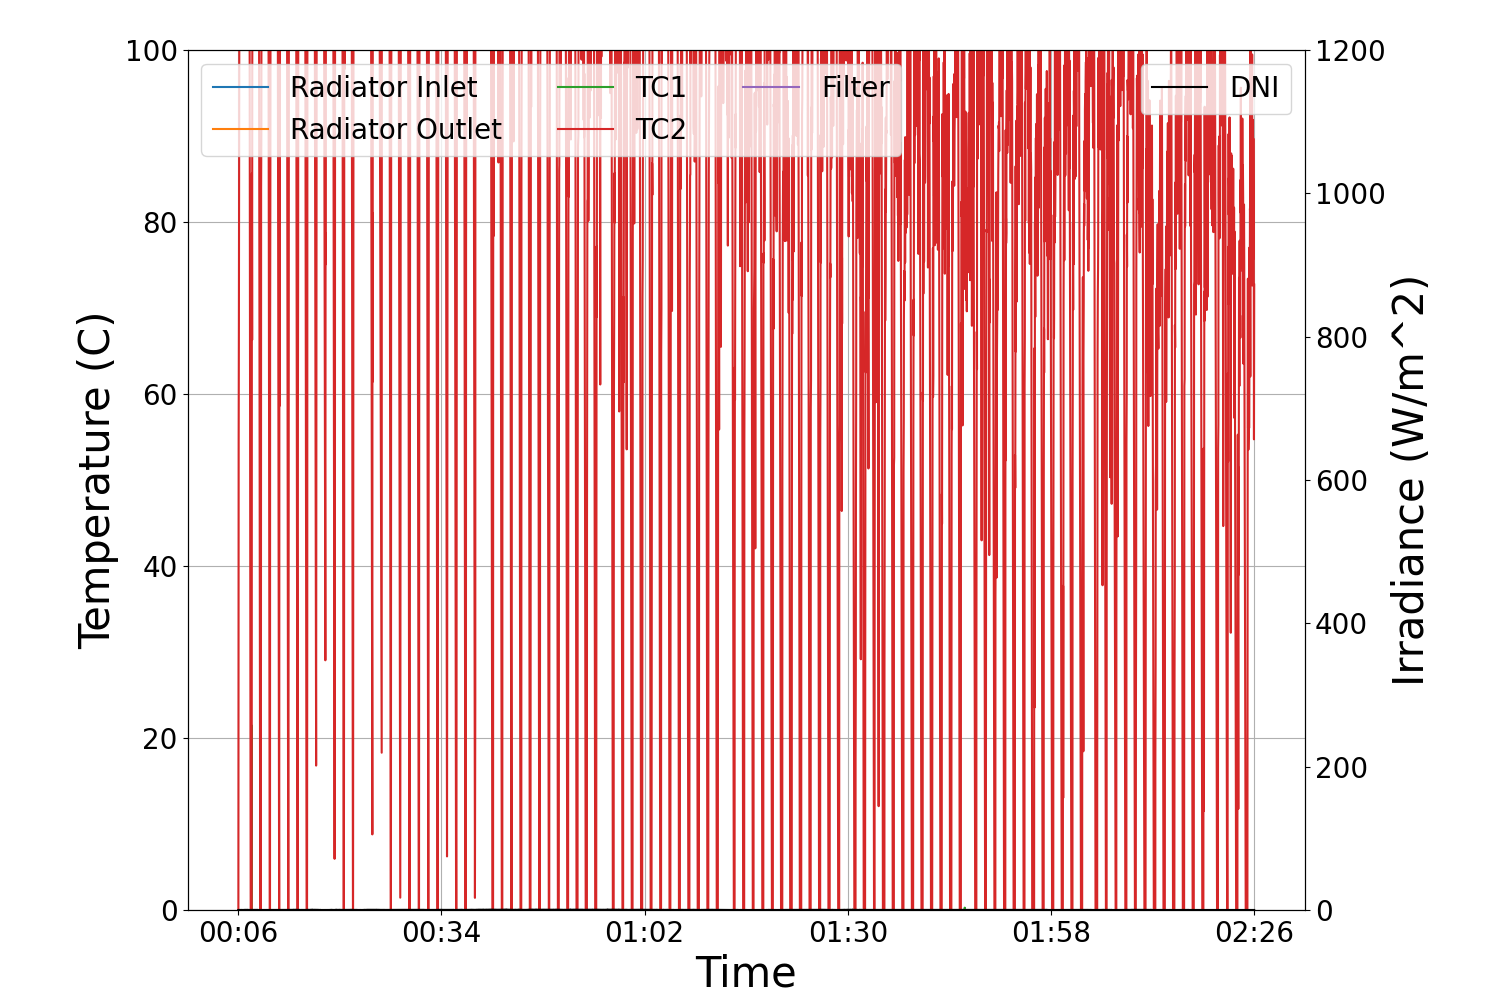 100
80
60
40
20
0
Temperature (C)
Radiator Inlet
Radiator Outlet
TC1
TC2
Filter
DNI
1200
1000
800
600
400
200
0
Irradiance (W/m^2)
00:06
00:34
01:02
01:30
01:58
02:26
Time